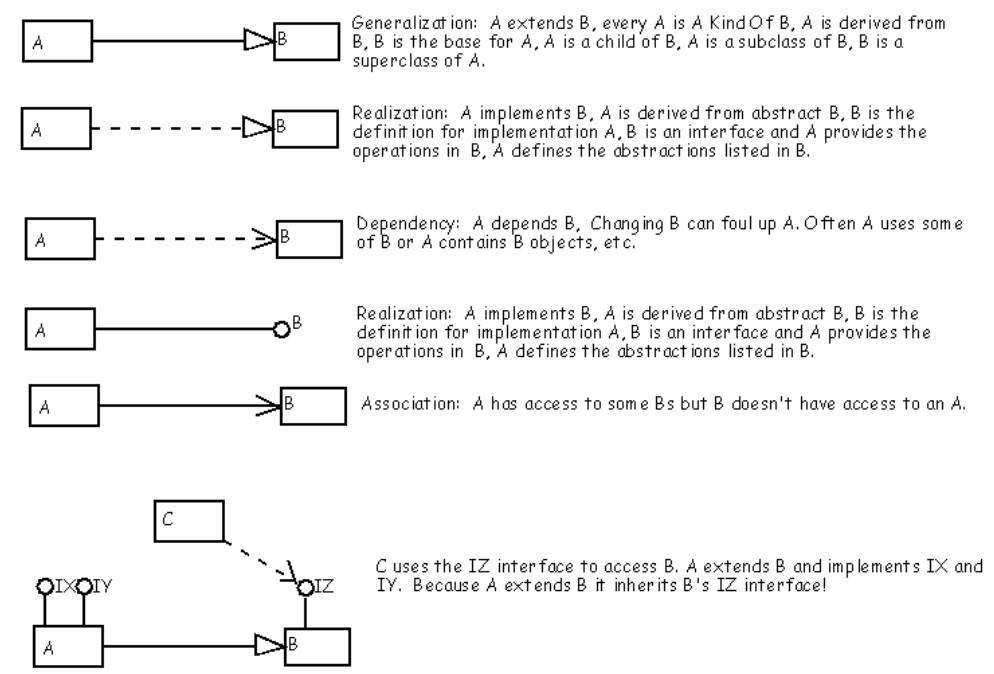 A
B
Generalization: A extends B, every A is A Kind Of B, A is derived from
B, B is the base for A, A is a child of B, A is a subclass of B, B is a
superclass of A.
A
B
Realization: A implements B, A is derived from abstract B, B is the
definition for implementation A, B is an interface and A provides the
operations in B, A defines the abstractions listed in B.
A
B
Dependency: A depends B, Changing B can foul up A. Often A uses some
of B or A contains B objects, etc.
A
B
Realization: A implements B, A is derived from abstract B, B is the
definition for implementation A, B is an interface and A provides the
operations in B, A defines the abstractions listed in B.
A
B
Association: A has access to some Bs but B doesn't have access to an A.
C
IX
IY
IZ
A
B
C uses the IZ interface to access B. A extends B and implements IX and
IY. Because A extends B it inherits B's IZ interface!